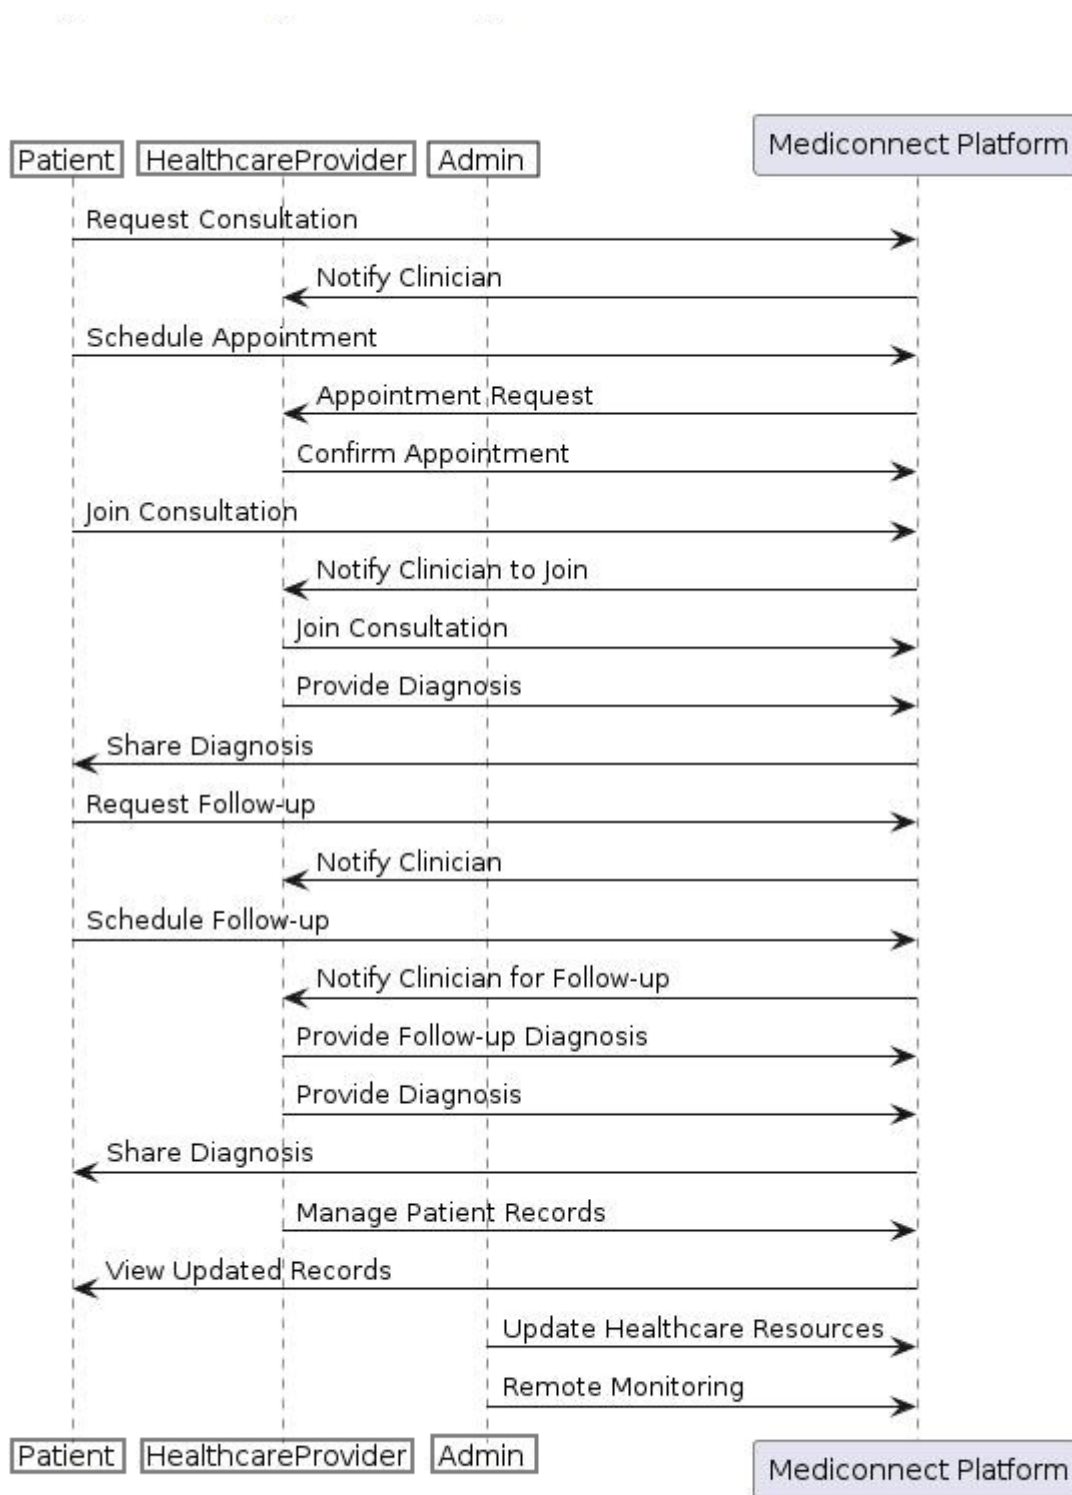 Patient HealthcareProvider Admin Mediconnect Platform
Request Consultation
Notify Clinician
Schedule Appointment
Appointment Request
Confirm Appointment
Join Consultation
Notify Clinician to Join
Join Consultation
Provide Diagnosis
Share Diagnosis
Request Follow-up
Notify Clinician
Schedule Follow-up
Notify Clinician for Follow-up
Provide Follow-up Diagnosis
Provide Diagnosis
Share Diagnosis
Manage Patient Records
View Updated Records
Update Healthcare Resources
Remote Monitoring
Patient HealthcareProvider Admin Mediconnect Platform